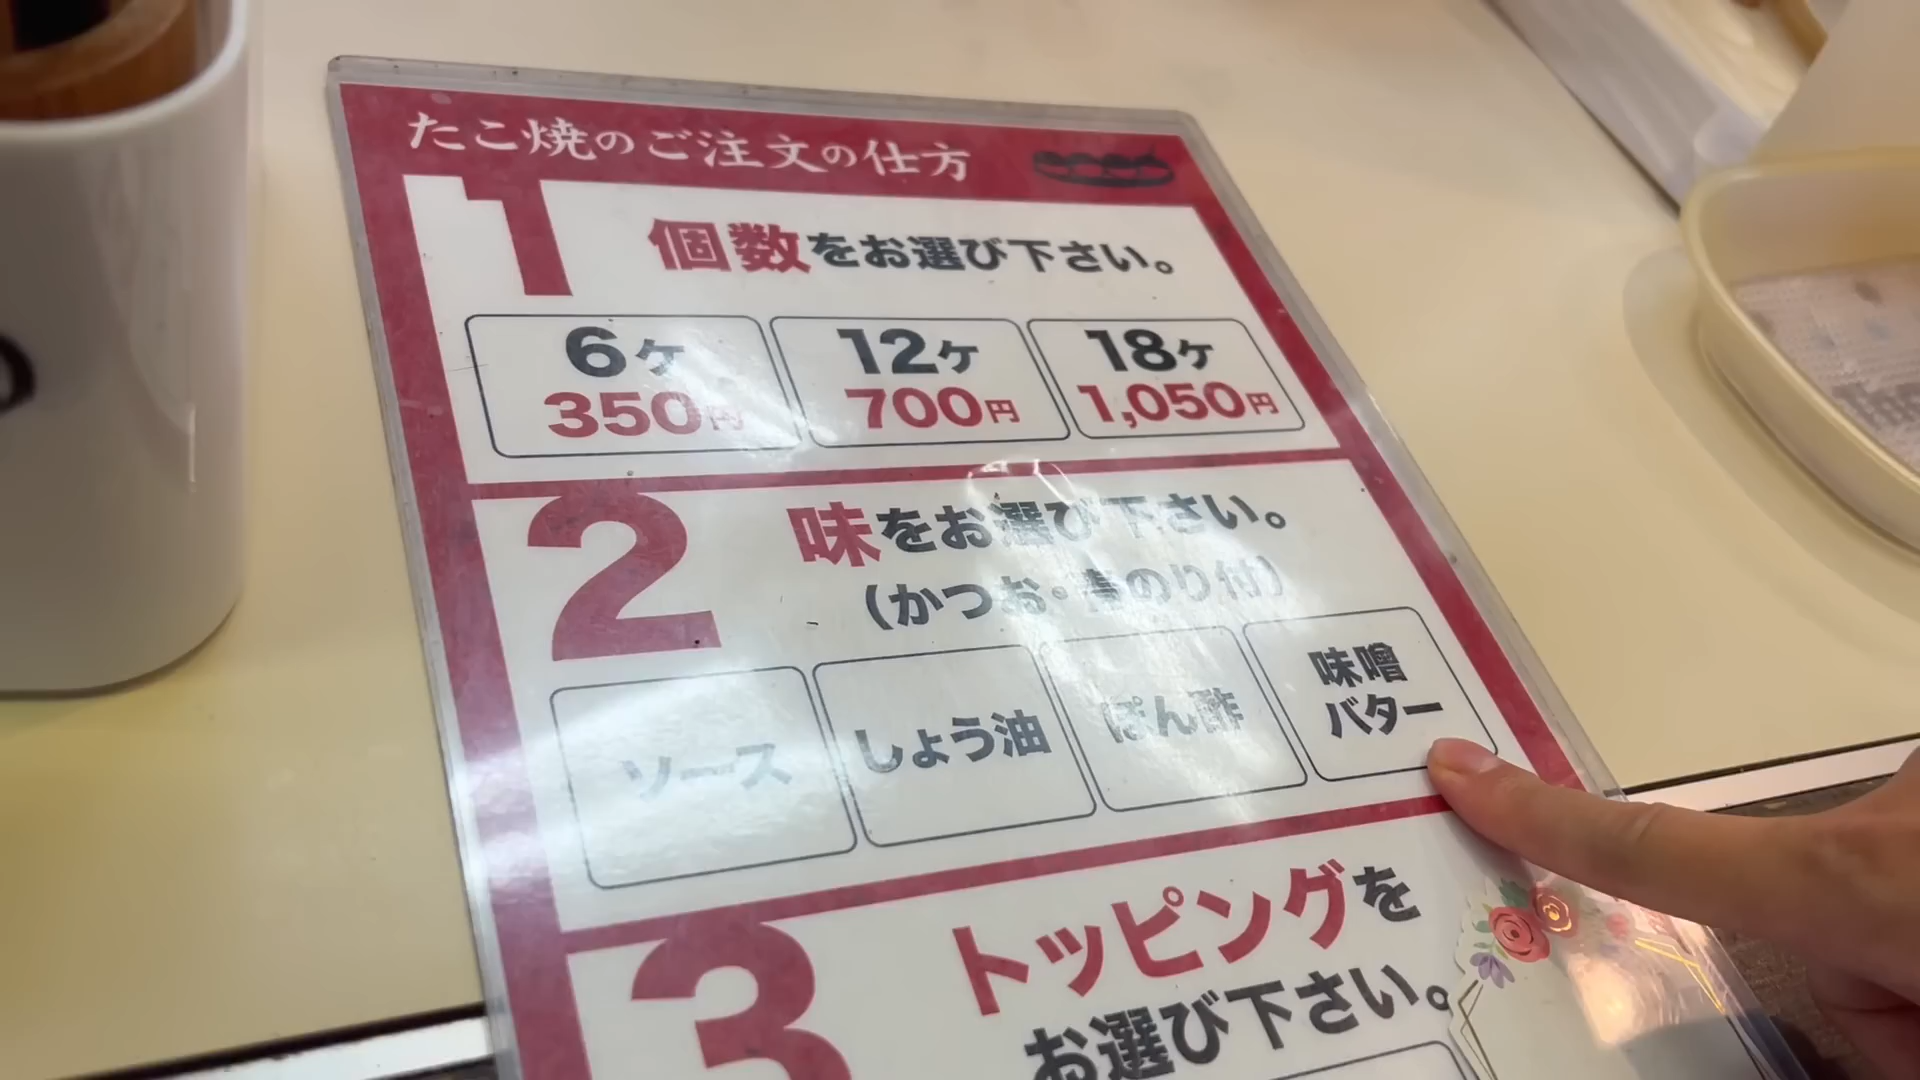 たこ焼のご注文の仕方
1
個数をお選び下さい。
6ヶ
350円
12ヶ
700円
18ヶ
1,050円
2
味をお選び下さい。
(かつお・青のり付)
ソース
しょう油
ぽん酢
味噌
バター
3
トッピングを
お選び下さい。